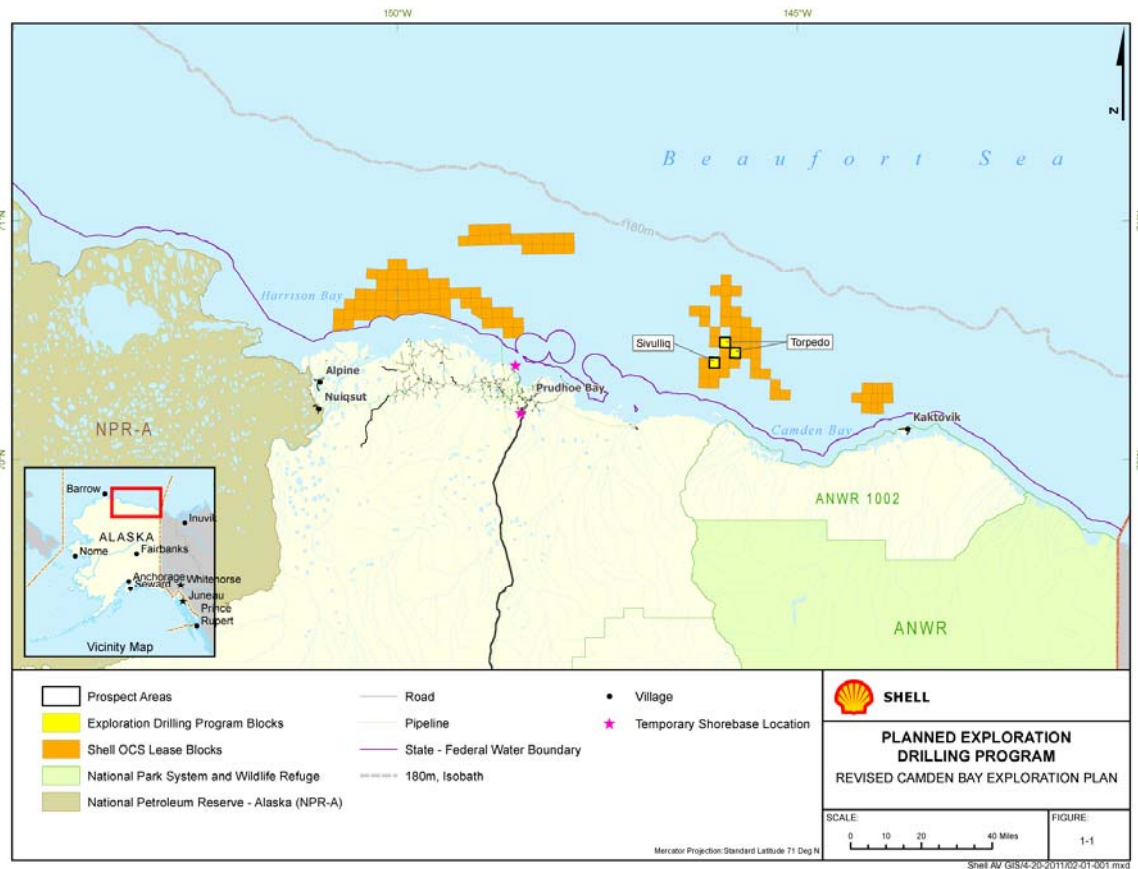 150°W
145°W
N
Beaufort Sea
71°N
180m
Harrison Bay
Sivulliq
Torpedo
Alpine
Prudhoe Bay
Nuiqsut
NPR-A
Camden Bay
Kaktovik
70°N
ANWR 1002
ANWR
Barrow
Inuvik
ALASKA
Nome
Fairbanks
Anchorage
Whitehorse
Seward
Juneau
Prince
Rupert
Vicinity Map
Prospect Areas
Exploration Drilling Program Blocks
Shell OCS Lease Blocks
National Park System and Wildlife Refuge
National Petroleum Reserve - Alaska (NPR-A)
Road
Pipeline
State - Federal Water Boundary
180m, Isobath
Village
Temporary Shorebase Location
Mercator Projection:Standard Latitude 71 Deg N
SHELL
PLANNED EXPLORATION
DRILLING PROGRAM
REVISED CAMDEN BAY EXPLORATION PLAN
SCALE:
0 10 20 40 Miles
FIGURE:
1-1
Shell AV GIS/4-20-2011/02-01-001.mxd